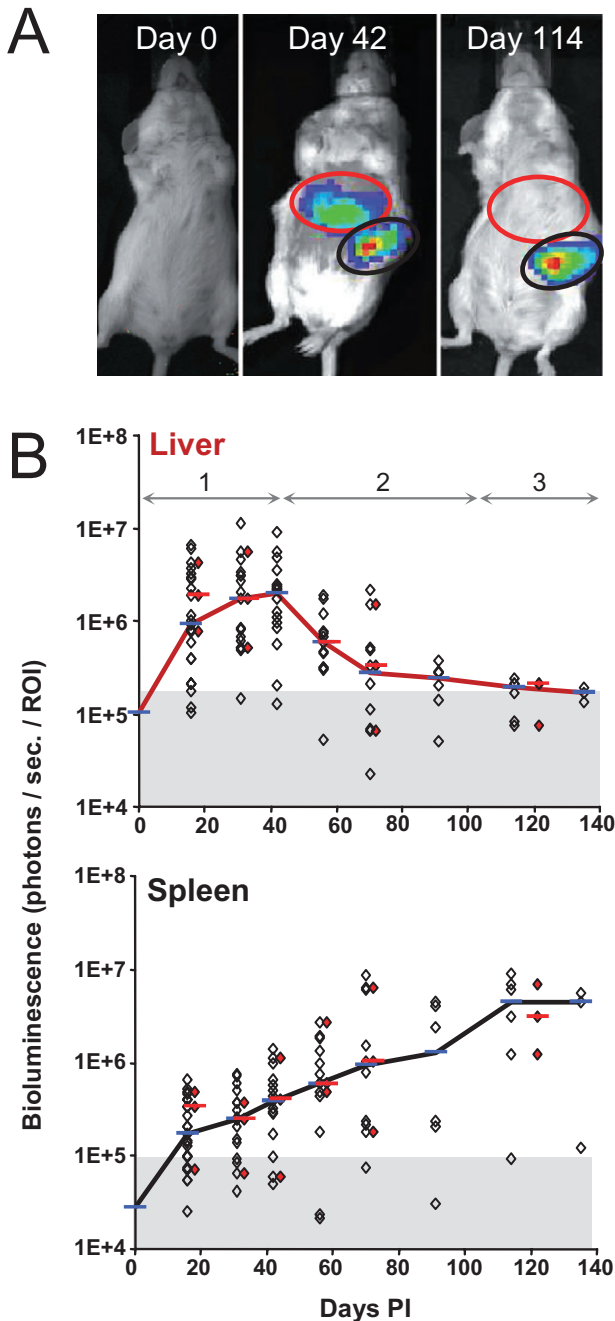 A
Day 0 Day 42 Day 114
B
Liver
1 2 3
1E+8
1E+7
1E+6
1E+5
1E+4
0 20 40 60 80 100 120 140
Bioluminescence (photons / sec. / ROI)
Spleen
1E+8
1E+7
1E+6
1E+5
1E+4
0 20 40 60 80 100 120 140
Days PI